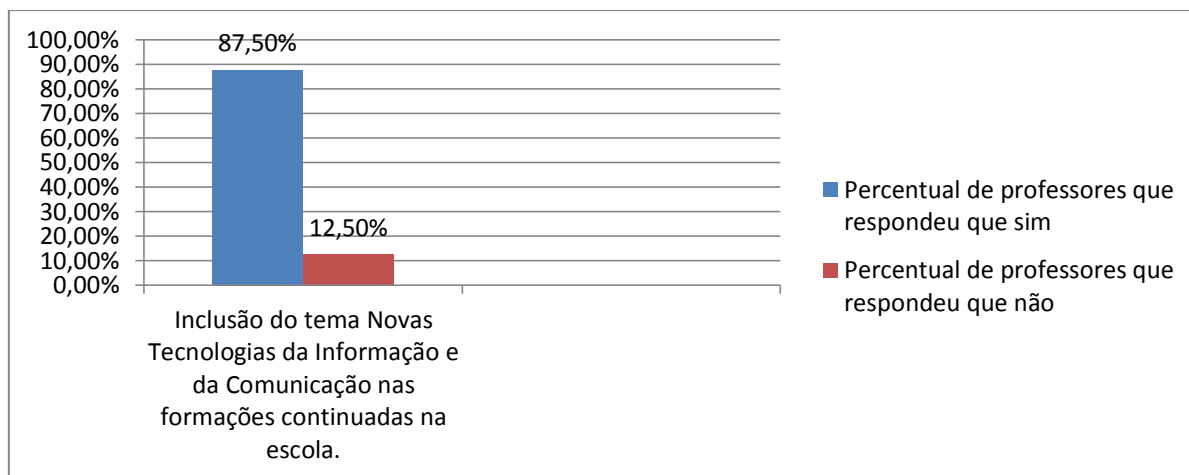 100,00%
90,00%
80,00%
70,00%
60,00%
50,00%
40,00%
30,00%
20,00%
10,00%
0,00%
87,50%
12,50%
Inclusão do tema Novas
Tecnologias da Informação e
da Comunicação nas
formações continuadas na
escola.
Percentual de professores que
respondeu que sim
Percentual de professores que
respondeu que não